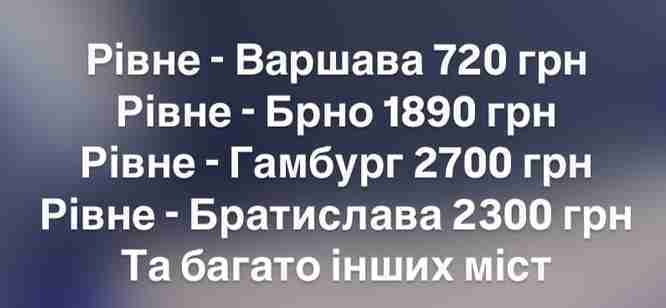 Рівне - Варшава 720 грн
Рівне - Брно 1890 грн
Рівне - Гамбург 2700 грн
Рівне - Братислава 2300 грн
Та багато інших міст